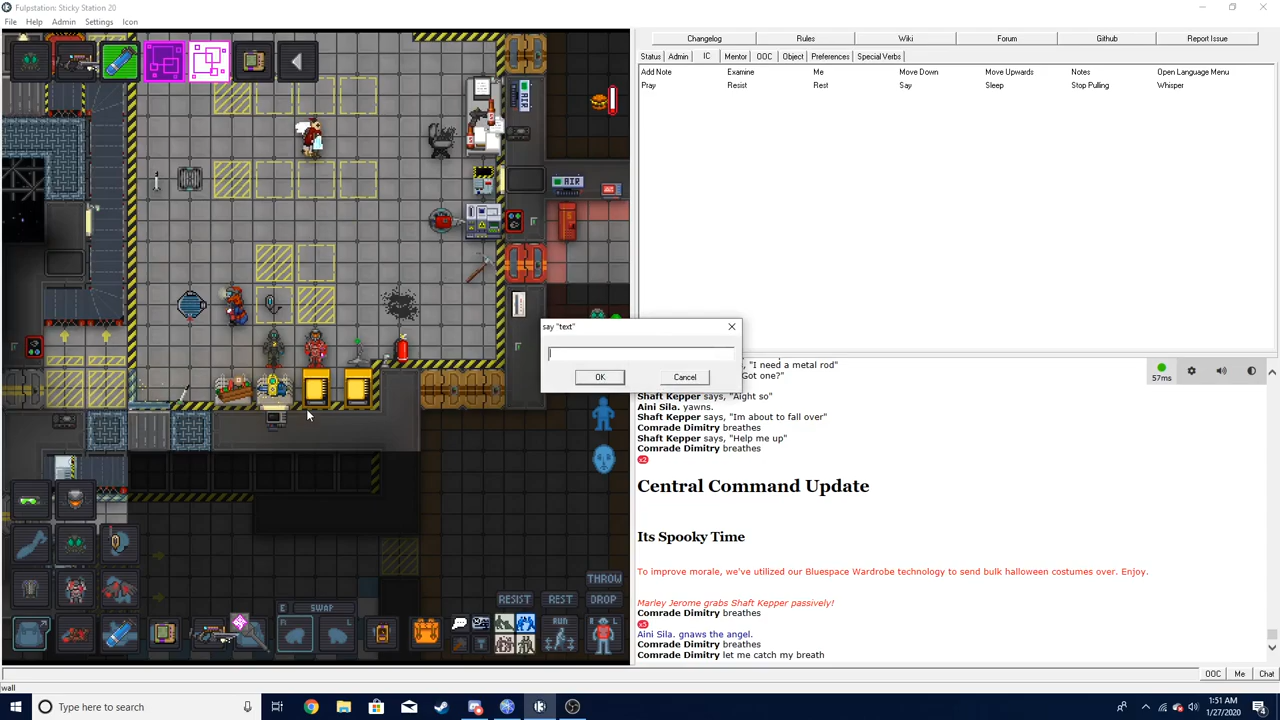 Fulpstation: Sticky Station 20
File Help Admin Settings Icon
Changelog Rules Wiki Forum Github Report Issue
Status Admin IC Mentor OOC Object Preferences Special Verbs
Add Note Examine Me Move Down Move Upwards Notes Open Language Menu
Pray Resist Rest Say Sleep Stop Pulling Whisper
AIR
AIR
say "text"
OK Cancel
, "I need a metal rod"
Got one?"
57ms
Shaft Kepper says, "Aight so"
Aini Sila. yawns.
Shaft Kepper says, "Im about to fall over"
Comrade Dimitry breathes
Shaft Kepper says, "Help me up"
Comrade Dimitry breathes
x2
Central Command Update
Its Spooky Time
To improve morale, we've utilized our Bluespace Wardrobe technology to send bulk halloween costumes over. Enjoy.
Marley Jerome grabs Shaft Kepper passively!
Comrade Dimitry breathes
x5
Aini Sila. gnaws the angel.
Comrade Dimitry breathes
Comrade Dimitry let me catch my breath
THROW
RESIST REST DROP
E SWAP
R L
RUN
R L
OOC Me Chat
wall
Type here to search
1:51 AM
1/27/2020